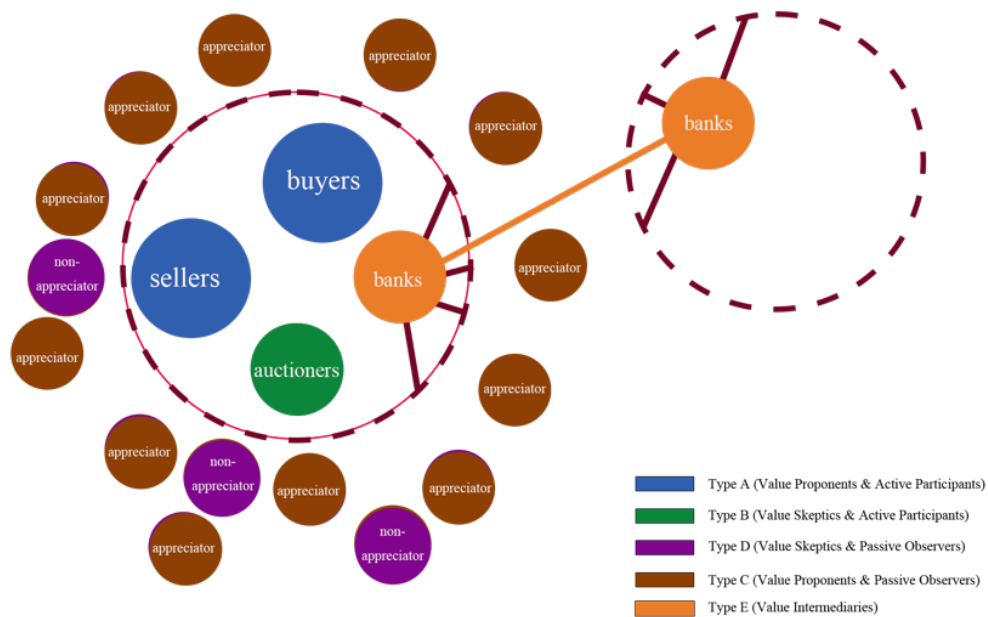 appreciator
appreciator
appreciator
appreciator
banks
buyers
appreciator
non-
appreciator
sellers
banks
appreciator
appreciator
auctioners
appreciator
appreciator
non-
appreciator
appreciator
appreciator
appreciator
non-
appreciator
Type A (Value Proponents & Active Participants)
Type B (Value Skeptics & Active Participants)
Type D (Value Skeptics & Passive Observers)
Type C (Value Proponents & Passive Observers)
Type E (Value Intermediaries)